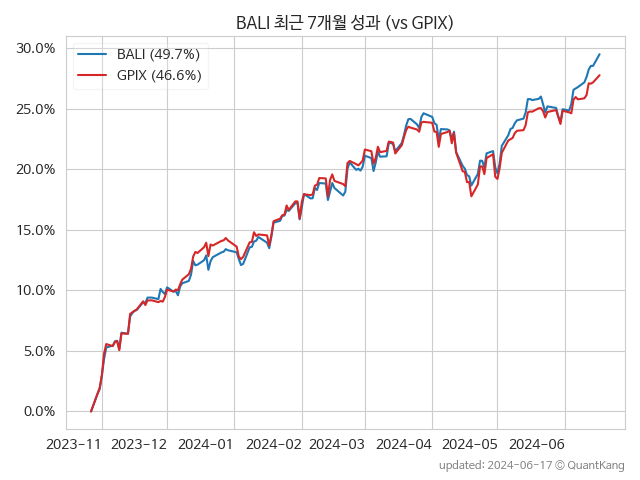 BALI 최근 7개월 성과 (vs GPIX)
30.0%
25.0%
20.0%
15.0%
10.0%
5.0%
0.0%
BALI (49.7%)
GPIX (46.6%)
2023-11 2023-12 2024-01 2024-02 2024-03 2024-04 2024-05 2024-06
updated: 2024-06-17 © QuantKang